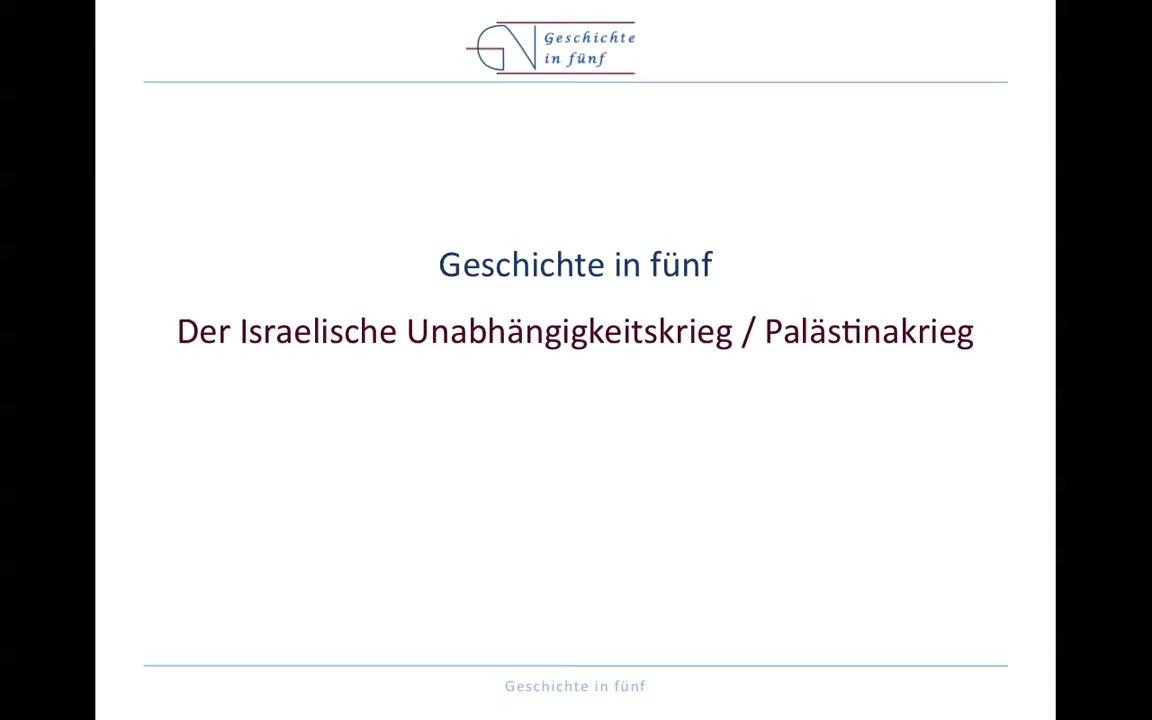 Geschichte
in fünf
Geschichte in fünf
Der Israelische Unabhängigkeitskrieg / Palästinakrieg
Geschichte in fünf